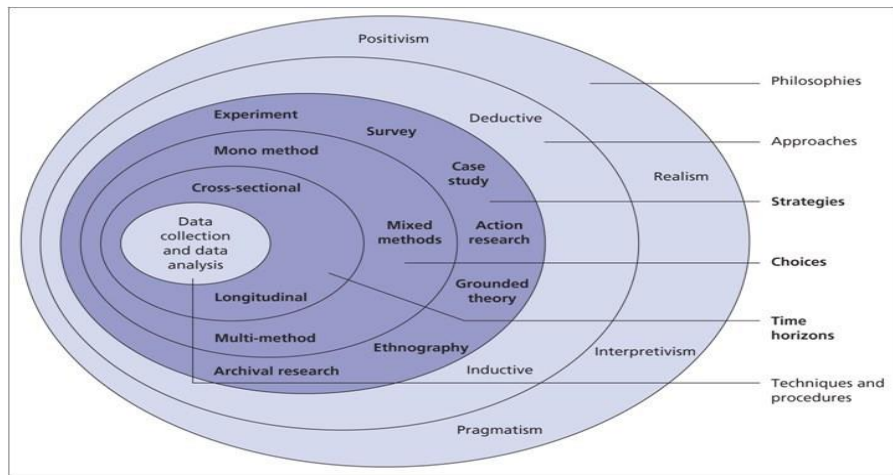 Positivism
Philosophies
Experiment
Deductive
Survey
Approaches
Mono method
Case
study
Realism
Cross-sectional
Strategies
Data
collection
and data
analysis
Mixed
methods
Action
research
Choices
Grounded
theory
Longitudinal
Time
horizons
Multi-method
Ethnography
Interpretivism
Archival research
Inductive
Techniques and
procedures
Pragmatism